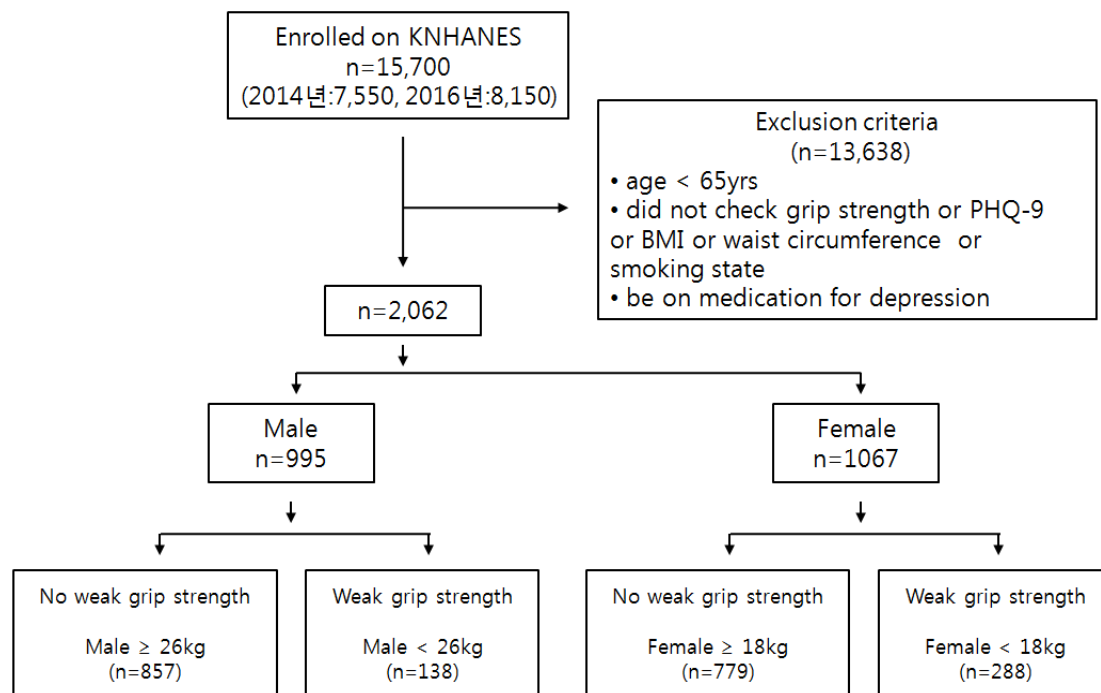 Enrolled on KNHANES
n=15,700
(2014년:7,550, 2016년:8,150)
Exclusion criteria
(n=13,638)
• age < 65yrs
• did not check grip strength or PHQ-9
or BMI or waist circumference or
smoking state
• be on medication for depression
n=2,062
Male
n=995
Female
n=1067
No weak grip strength
Male ≥ 26kg
(n=857)
Weak grip strength
Male < 26kg
(n=138)
No weak grip strength
Female ≥ 18kg
(n=779)
Weak grip strength
Female < 18kg
(n=288)